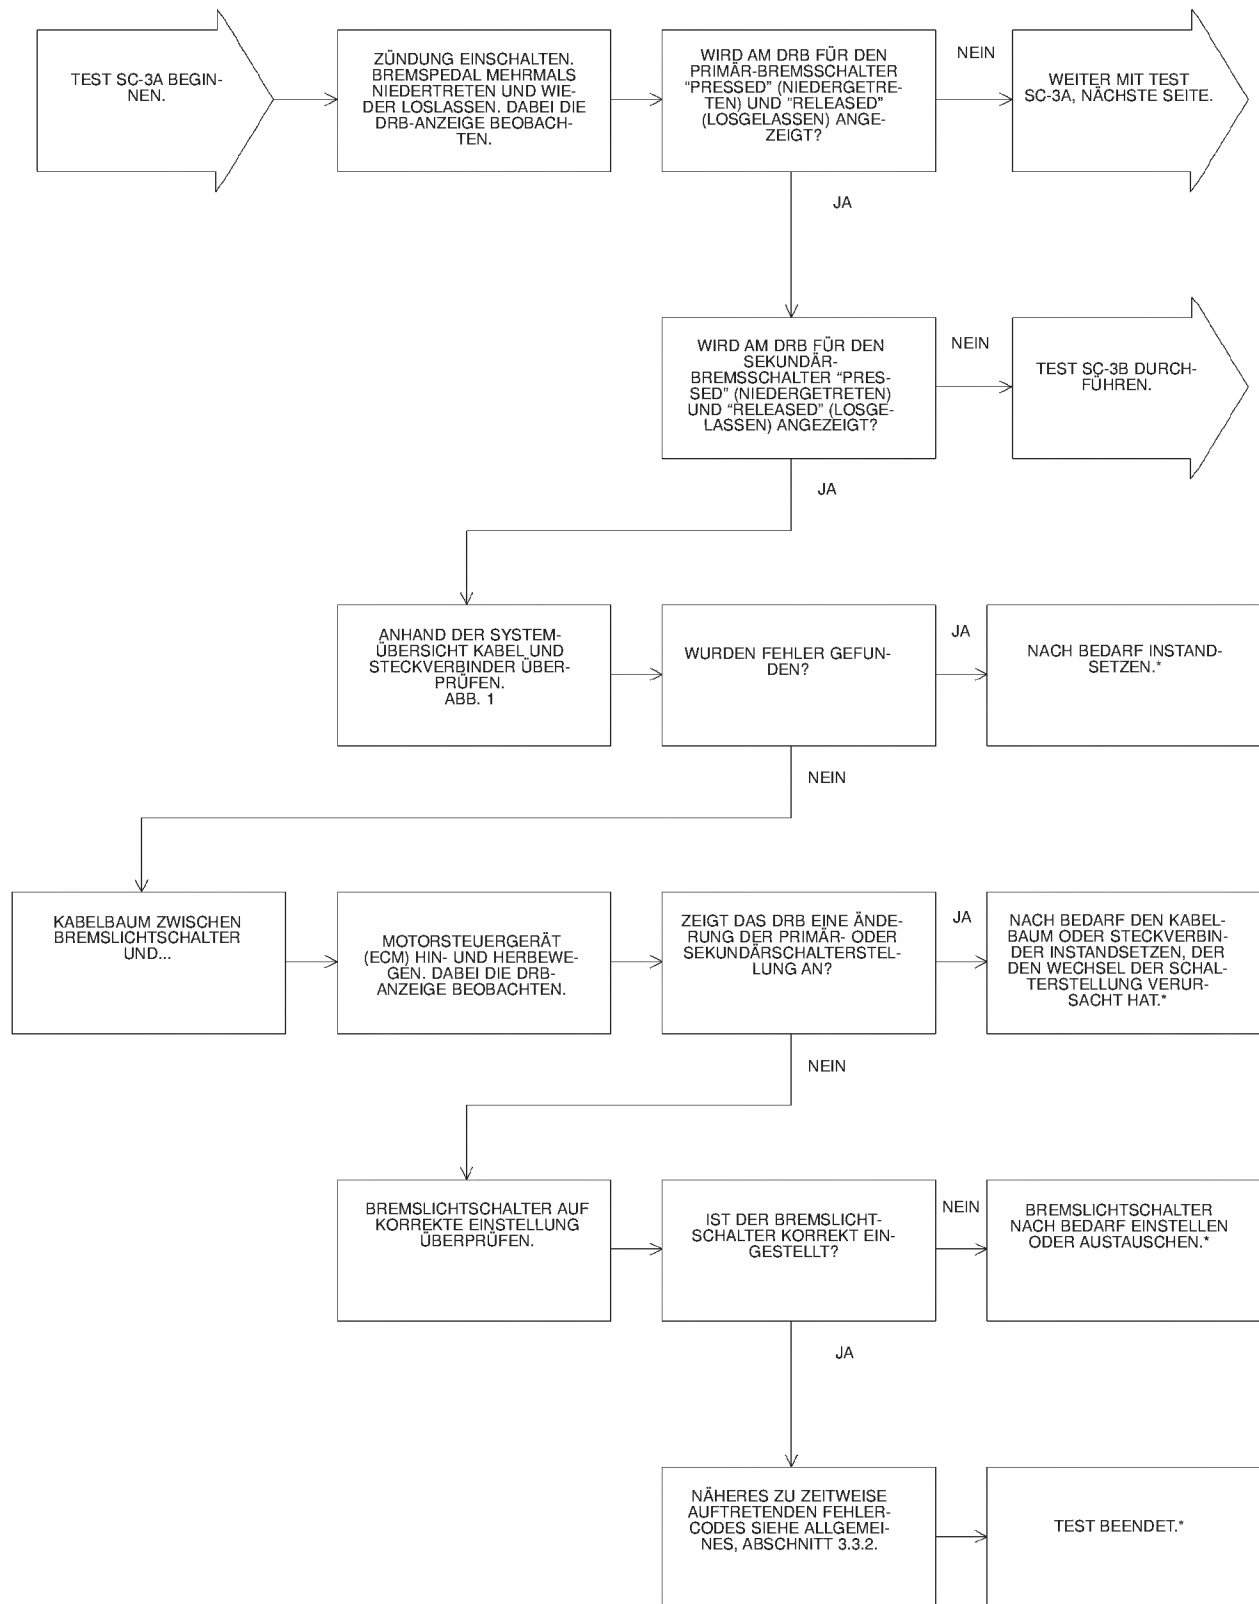 TEST SC-3A BEGIN-
NEN.
ZÜNDUNG EINSCHALTEN.
BREMSPEDAL MEHRMALS
NIEDERTRETEN UND WIE-
DER LOSLASSEN. DABEI DIE
DRB-ANZEIGE BEOBACH-
TEN.
WIRD AM DRB FÜR DEN
PRIMÄR-BREMSSCHALTER
“PRESSED” (NIEDERGETRE-
TEN) UND "RELEASED”
(LOSGELASSEN) ANGE-
ZEIGT?
NEIN
WEITER MIT TEST
SC-3A, NÄCHSTE SEITE.
JA
WIRD AM DRB FÜR DEN
SEKUNDÄR-
BREMSSCHALTER “PRES-
SED” (NIEDERGETRETEN)
UND “RELEASED” (LOSGE-
LASSEN) ANGEZEIGT?
NEIN
TEST SC-3B DURCH-
FÜHREN.
JA
ANHAND DER SYSTEM-
ÜBERSICHT KABEL UND
STECKVERBINDER ÜBER-
PRÜFEN.
ABB. 1
WURDEN FEHLER GEFUN-
DEN?
JA
NACH BEDARF INSTAND-
SETZEN.*
NEIN
KABELBAUM ZWISCHEN
BREMSLICHTSCHALTER
UND...
MOTORSTEUERGERÄT
(ECM) HIN- UND HERBEWE-
GEN. DABEI DIE DRB-
ANZEIGE BEOBACHTEN.
ZEIGT DAS DRB EINE ÄNDE-
RUNG DER PRIMÄR- ODER
SEKUNDÄRSCHALTERSTEL-
LUNG AN?
JA
NACH BEDARF DEN KABEL-
BAUM ODER STECKVERBIN-
DER INSTANDSETZEN, DER
DEN WECHSEL DER SCHAL-
TERSTELLUNG VERUR-
SACHT HAT.*
NEIN
BREMSLICHTSCHALTER AUF
KORREKTE EINSTELLUNG
ÜBERPRÜFEN.
IST DER BREMSLICHT-
SCHALTER KORREKT EIN-
GESTELLT?
NEIN
BREMSLICHTSCHALTER
NACH BEDARF EINSTELLEN
ODER AUSTAUSCHEN.*
JA
NÄHERES ZU ZEITWEISE
AUFTRETENDEN FEHLER-
CODES SIEHE ALLGEMEI-
NES, ABSCHNITT 3.3.2.
TEST BEENDET.*